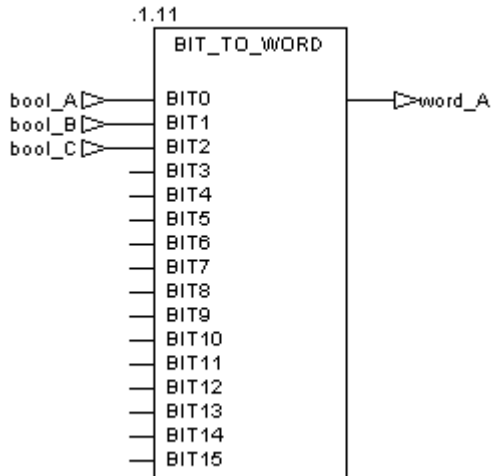 .1.11
BIT_TO_WORD
bool_A BIT0 word_A
bool_B BIT1
bool_C BIT2
BIT3
BIT4
BIT5
BIT6
BIT7
BIT8
BIT9
BIT10
BIT11
BIT12
BIT13
BIT14
BIT15